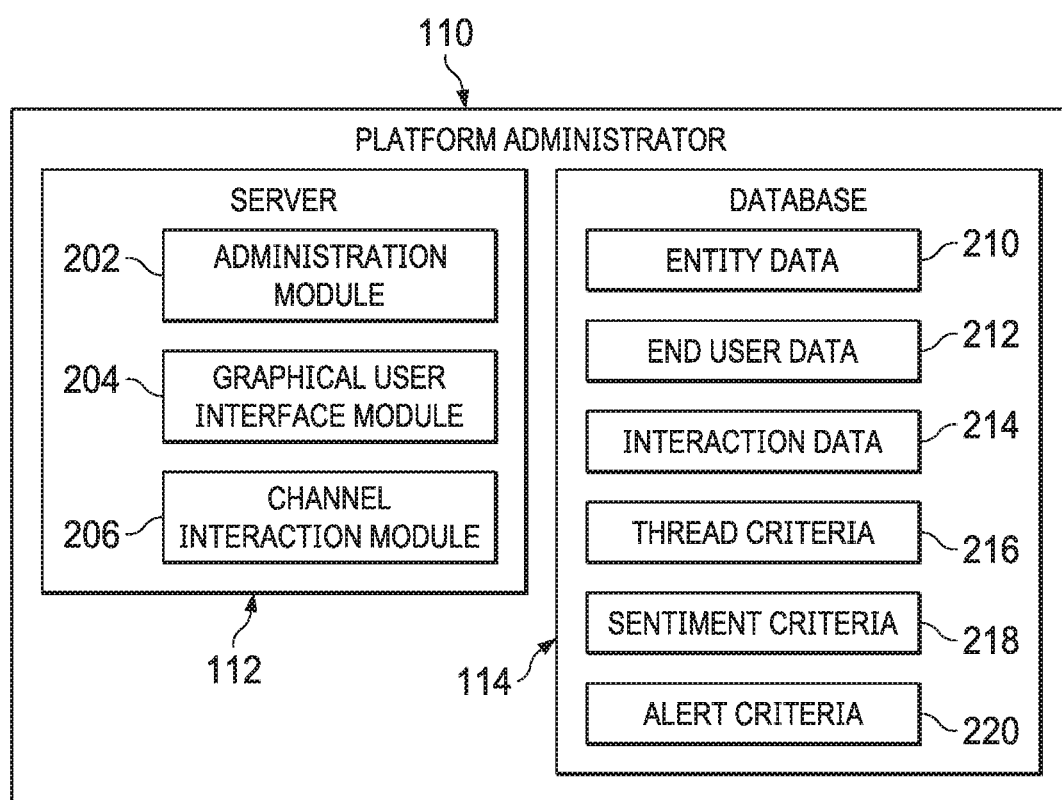 110
PLATFORM ADMINISTRATOR
SERVER
202
ADMINISTRATION
MODULE
204
GRAPHICAL USER
INTERFACE MODULE
206
CHANNEL
INTERACTION MODULE
112
DATABASE
ENTITY DATA
210
END USER DATA
212
INTERACTION DATA
214
THREAD CRITERIA
216
SENTIMENT CRITERIA
218
ALERT CRITERIA
220
114